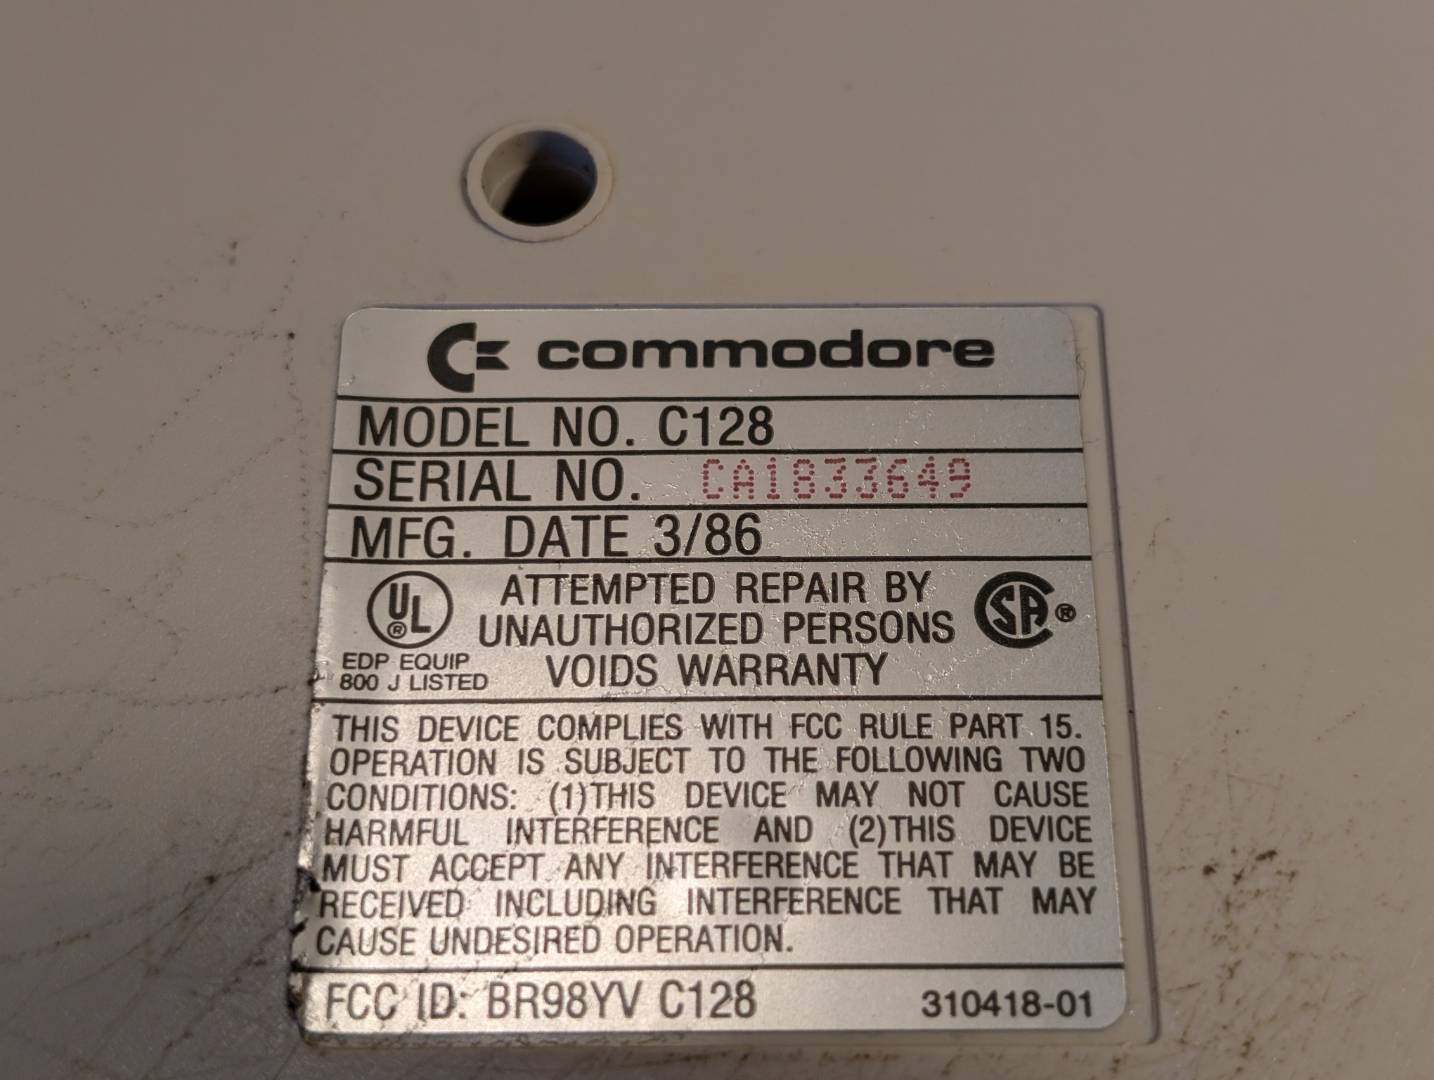 commodore
MODEL NO. C128
SERIAL NO. CA1833649
MFG. DATE 3/86
UL ® ATTEMPTED REPAIR BY SA ®
UNAUTHORIZED PERSONS
EDP EQUIP VOIDS WARRANTY
800 J LISTED
THIS DEVICE COMPLIES WITH FCC RULE PART 15.
OPERATION IS SUBJECT TO THE FOLLOWING TWO
CONDITIONS: (1)THIS DEVICE MAY NOT CAUSE
HARMFUL INTERFERENCE AND (2)THIS DEVICE
MUST ACCEPT ANY INTERFERENCE THAT MAY BE
RECEIVED INCLUDING INTERFERENCE THAT MAY
CAUSE UNDESIRED OPERATION.
FCC ID: BR98YV C128 310418-01